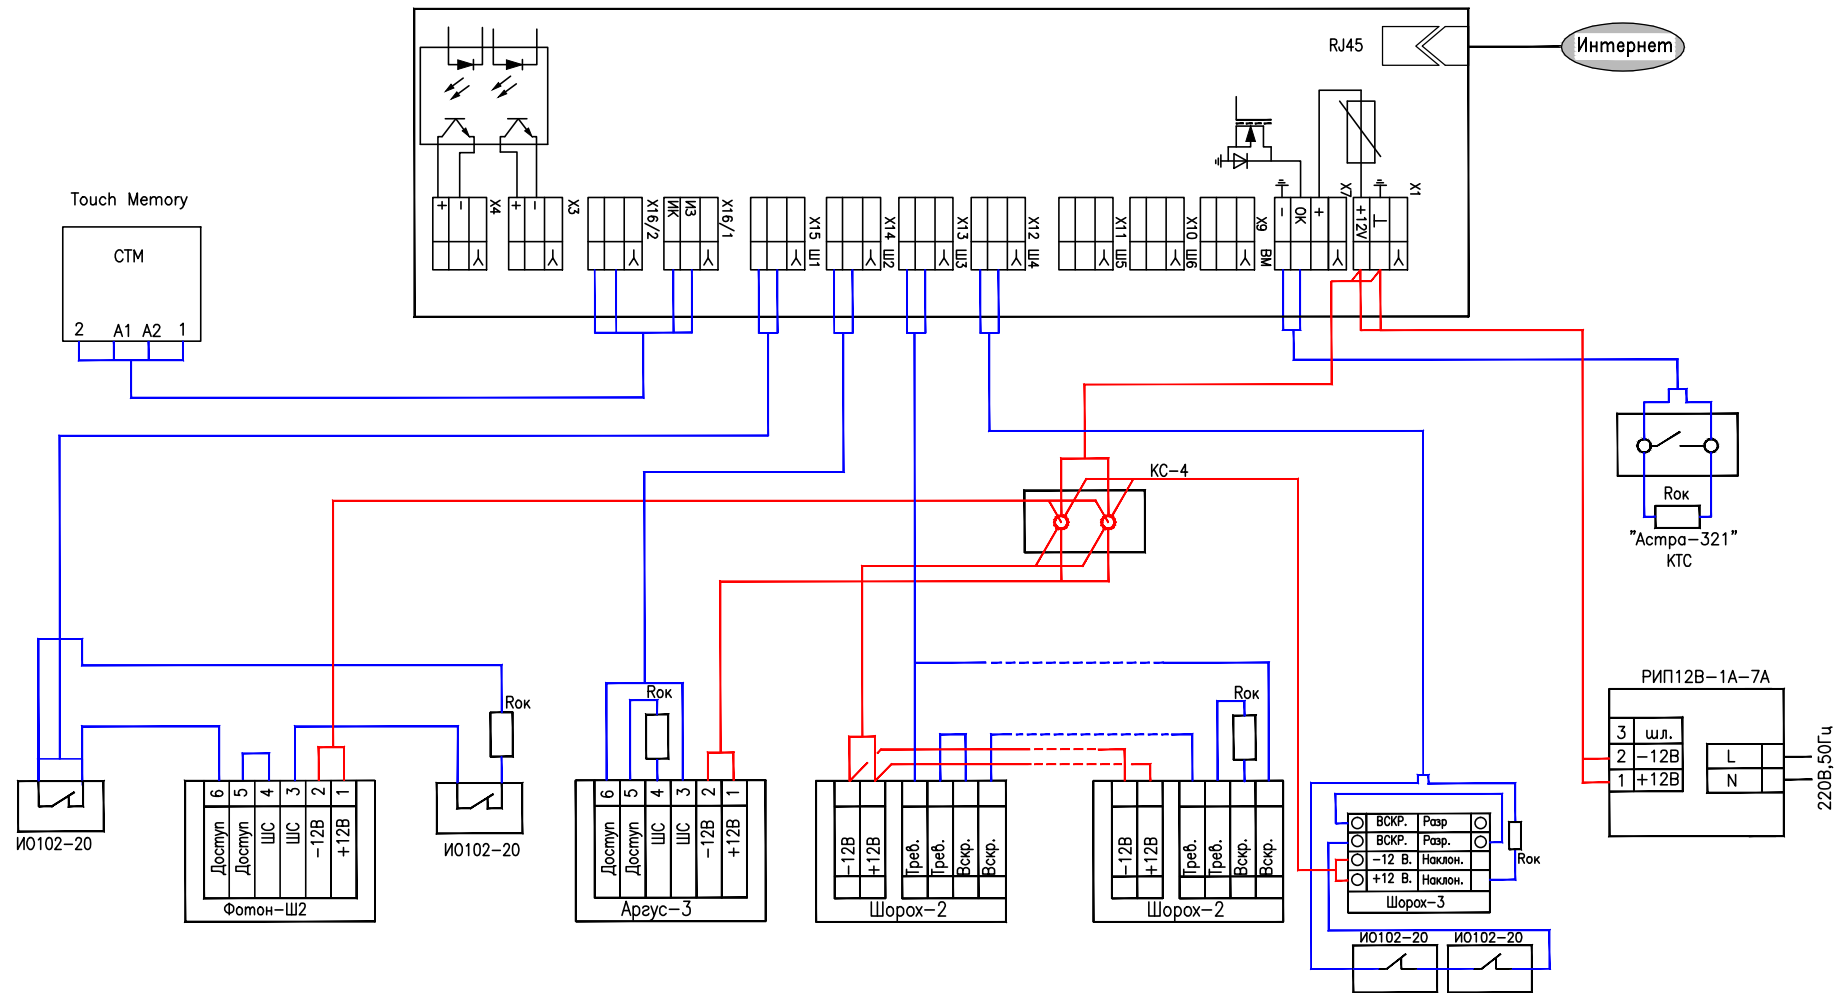 RJ45
Интернет
Touch Memory
СТМ
2 A1 A2 1
+ − X4
+ − X3
X16/2
ИК ИЗ X16/1
X15 Ш1
X14 Ш2
X13 Ш3
X12 Ш4
X11 Ш5
X10 Ш6
X9 ВМ
− ОК + X7
+12V X1
КС-4
Rок
"Астра-321"
КТС
РИП12В-1А-7А
3 шл.
2 -12В
1 +12В
L
N
220В,50Гц
ИО102-20
6 5 4 3 2 1
Доступ Доступ ШС ШС -12В +12В
Фотон-Ш2
Rок
ИО102-20
Rок
6 5 4 3 2 1
Доступ Доступ ШС ШС -12В +12В
Аргус-3
-12В +12В Трев. Трев. Вскр. Вскр.
Шорох-2
Rок
-12В +12В Трев. Трев. Вскр. Вскр.
Шорох-2
ВСКР. Разр
ВСКР. Разр.
-12 В. Наклон.
+12 В. Наклон.
Шорох-3
Rок
ИО102-20 ИО102-20